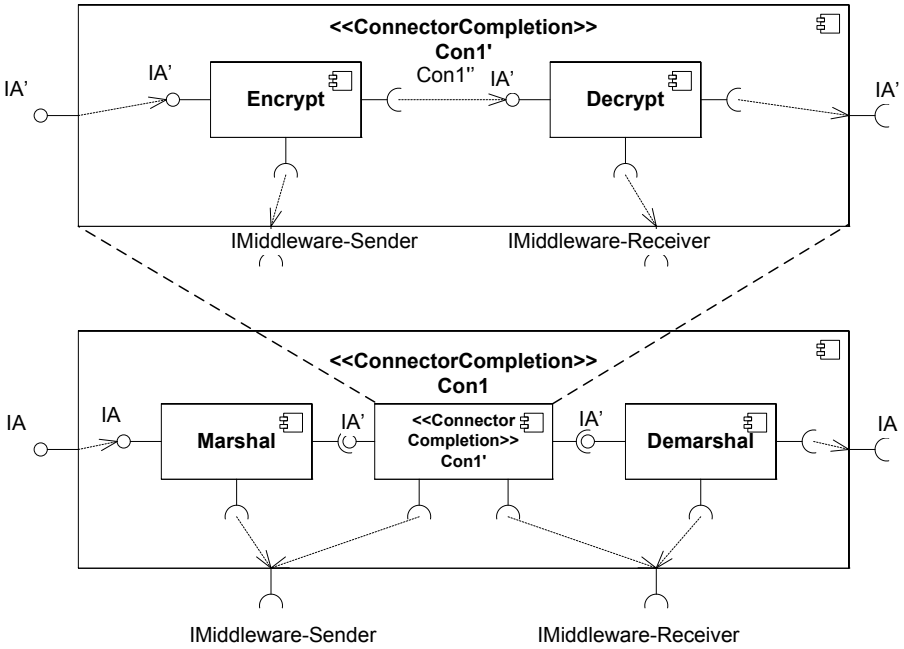 <<ConnectorCompletion>>
Con1'
IA'
IA'
Con1''
IA'
IA'
Encrypt
Decrypt
IMiddleware-Sender
IMiddleware-Receiver
<<ConnectorCompletion>>
Con1
IA
IA
IA'
IA'
IA
Marshal
<<Connector
Completion>>
Con1'
Demarshal
IMiddleware-Sender
IMiddleware-Receiver